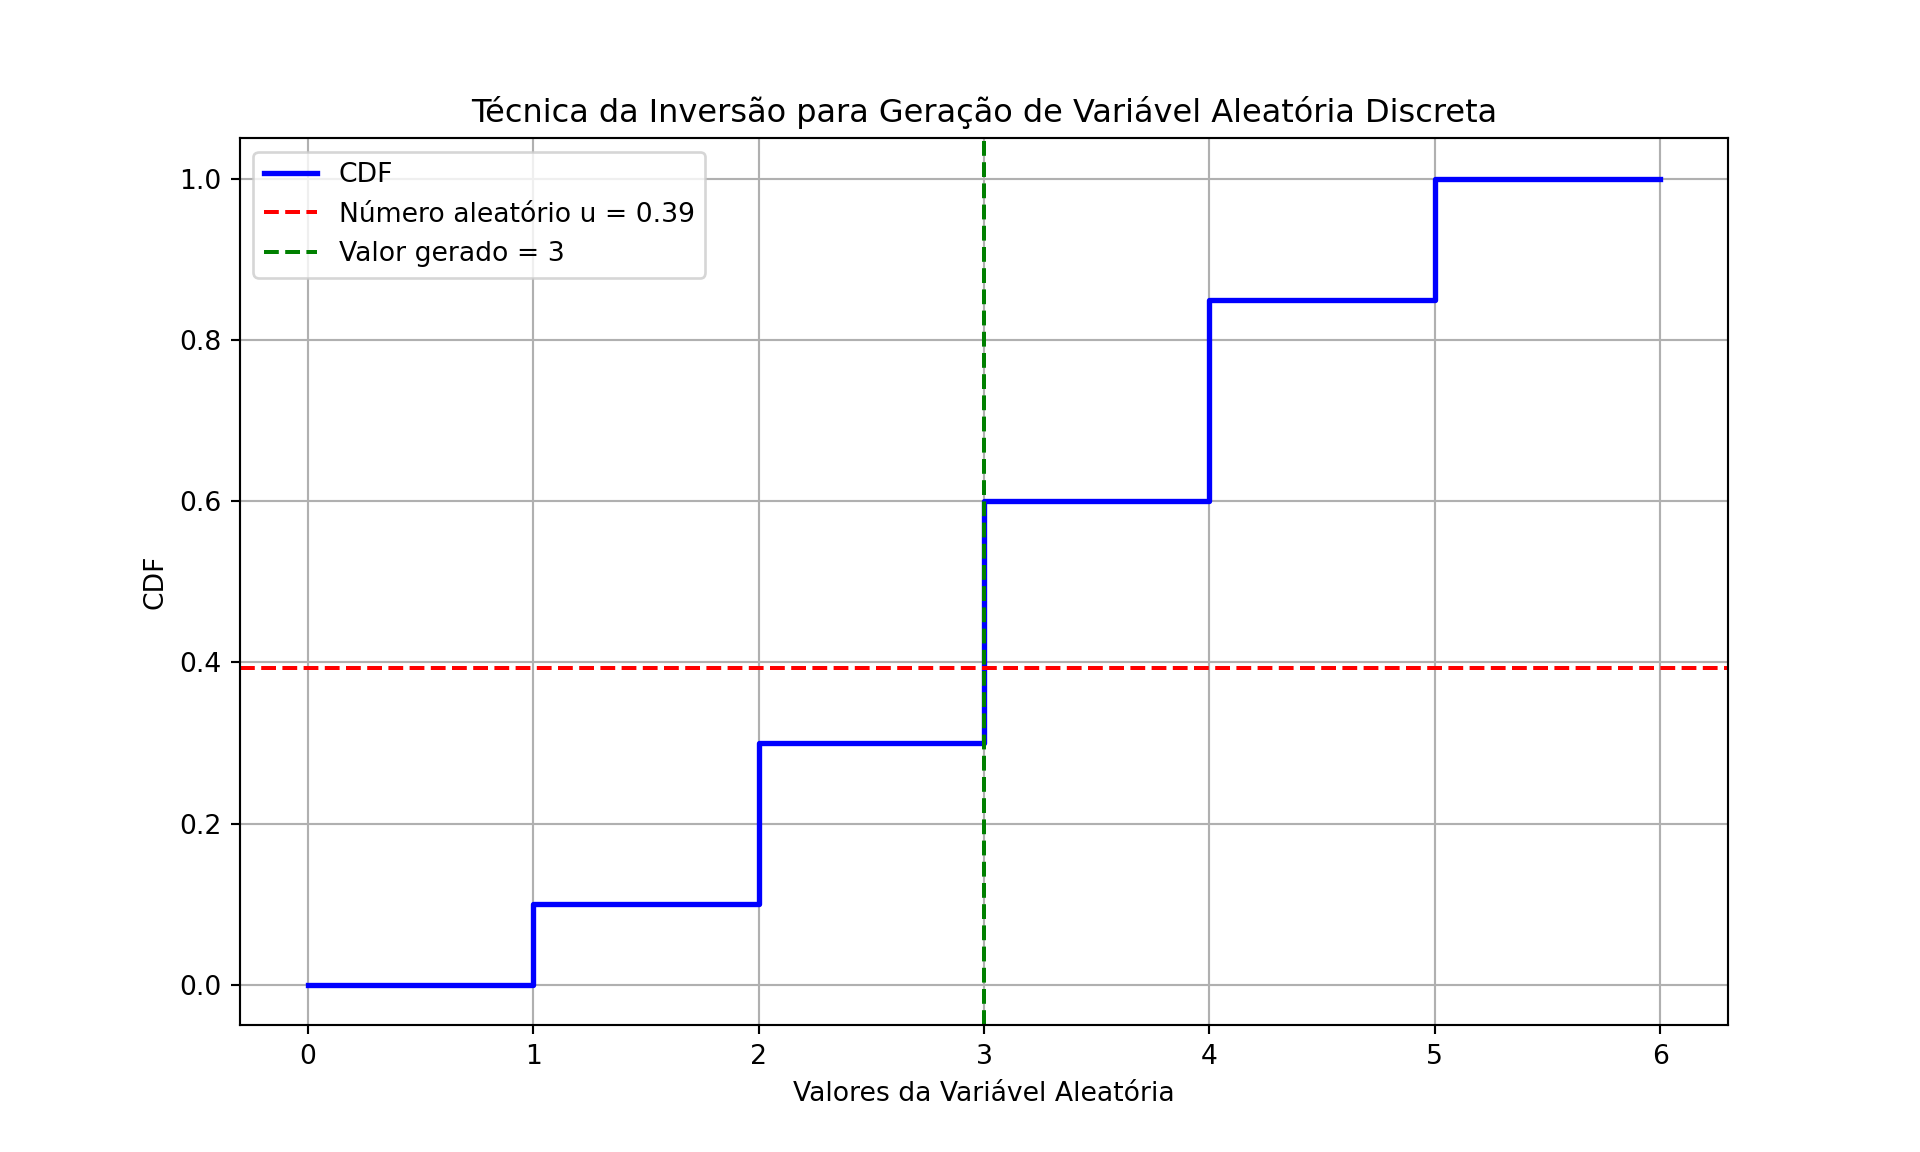 Técnica da Inversão para Geração de Variável Aleatória Discreta
CDF
Número aleatório u = 0.39
Valor gerado = 3
1.0
0.8
0.6
0.4
0.2
0.0
CDF
0 1 2 3 4 5 6
Valores da Variável Aleatória